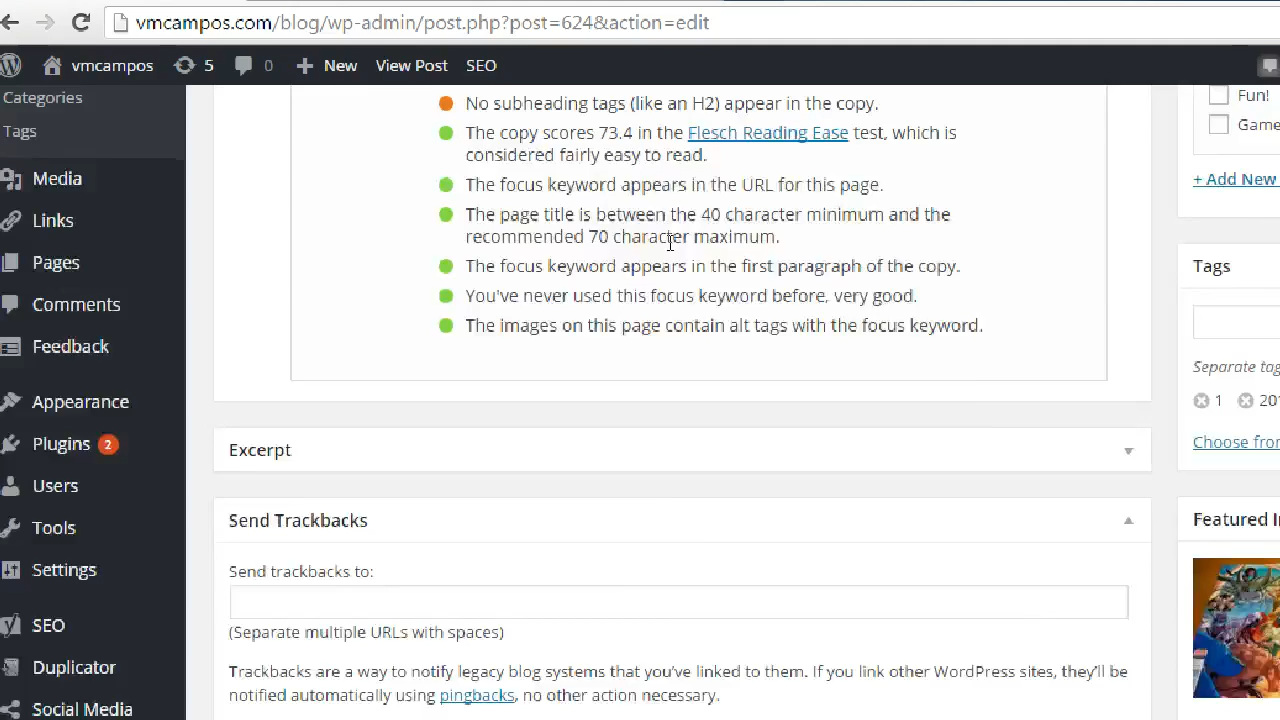 vmcampos.com/blog/wp-admin/post.php?post=624&action=edit
vmcampos 5 0 New View Post SEO
Categories
Tags
Media
Links
Pages
Comments
Feedback
Appearance
Plugins 2
Users
Tools
Settings
SEO
Duplicator
Social Media
No subheading tags (like an H2) appear in the copy.
The copy scores 73.4 in the Flesch Reading Ease test, which is
considered fairly easy to read.
The focus keyword appears in the URL for this page.
The page title is between the 40 character minimum and the
recommended 70 character maximum.
The focus keyword appears in the first paragraph of the copy.
You've never used this focus keyword before, very good.
The images on this page contain alt tags with the focus keyword.
Excerpt
Send Trackbacks
Send trackbacks to:
(Separate multiple URLs with spaces)
Trackbacks are a way to notify legacy blog systems that you've linked to them. If you link other WordPress sites, they'll be
notified automatically using pingbacks, no other action necessary.
Fun!
Game
+ Add New
Tags
Separate tag
1 201
Choose from
Featured I